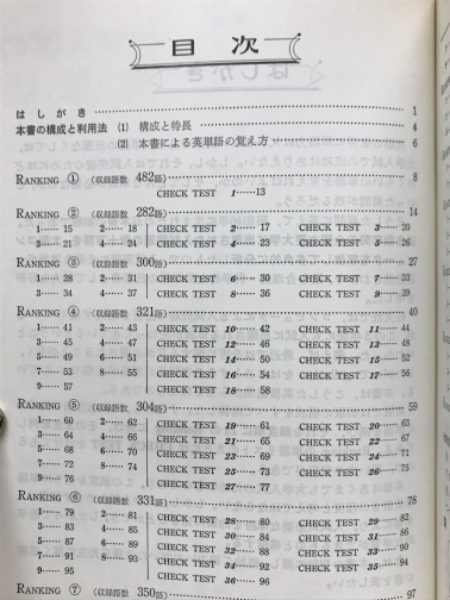 目次
はしがき 1
本書の構成と利用法 (1) 構成と特長 4
(2) 本書による英単語の覚え方 6
RANKING ① (収録語数 482語) 8
CHECK TEST 1……13
RANKING ② (収録語数 282語) 14
1……15 2……18 CHECK TEST 2……17 CHECK TEST 3……20
3……21 4……24 CHECK TEST 4……23 CHECK TEST 5……26
RANKING ③ (収録語数 300語) 27
1……28 2……31 CHECK TEST 6……30 CHECK TEST 7……33
3……34 4……37 CHECK TEST 8……36 CHECK TEST 9……39
RANKING ④ (収録語数 321語) 40
1……41 2……43 CHECK TEST 10……42 CHECK TEST 11……44
3……45 4……47 CHECK TEST 12……46 CHECK TEST 13……48
5……49 6……51 CHECK TEST 14……50 CHECK TEST 15……52
7……53 8……55 CHECK TEST 16……54 CHECK TEST 17……56
9……57 CHECK TEST 18……58
RANKING ⑤ (収録語数 304語) 59
1……60 2……62 CHECK TEST 19……61 CHECK TEST 20……63
3……64 4……66 CHECK TEST 21……65 CHECK TEST 22……67
5……68 6……70 CHECK TEST 23……69 CHECK TEST 24……71
7……72 8……74 CHECK TEST 25……73 CHECK TEST 26……75
9……76 CHECK TEST 27……77
RANKING ⑥ (収録語数 331語) 78
1……79 2……81 CHECK TEST 28……80 CHECK TEST 29……82
3……83 4……85 CHECK TEST 30……84 CHECK TEST 31……86
5……87 6……89 CHECK TEST 32……88 CHECK TEST 33……90
7……91 8……93 CHECK TEST 34……92 CHECK TEST 35……94
9……95 CHECK TEST 36……96
RANKING ⑦ (収録語数 350語) 97